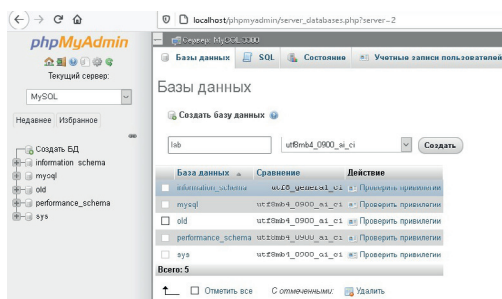 localhost/phpmyadmin/server_databases.php?server=2
phpMyAdmin
Текущий сервер:
MySQL
Недавнее Избранное
Создать БД
information_schema
mysql
old
performance_schema
sys
Сервер: MySQL:3308
Базы данных SQL Состояние Учетные записи пользователей
Базы данных
Создать базу данных
lab utf8mb4_0900_ai_ci Создать
База данных Сравнение Действие
information_schema utf8_general_ci Проверить привилегии
mysql utf8mb4_0900_ai_ci Проверить привилегии
old utf8mb4_0900_ai_ci Проверить привилегии
performance_schema utf8mb4_0900_ai_ci Проверить привилегии
sys utf8mb4_0900_ai_ci Проверить привилегии
Всего: 5
Отметить все С отмеченными: Удалить